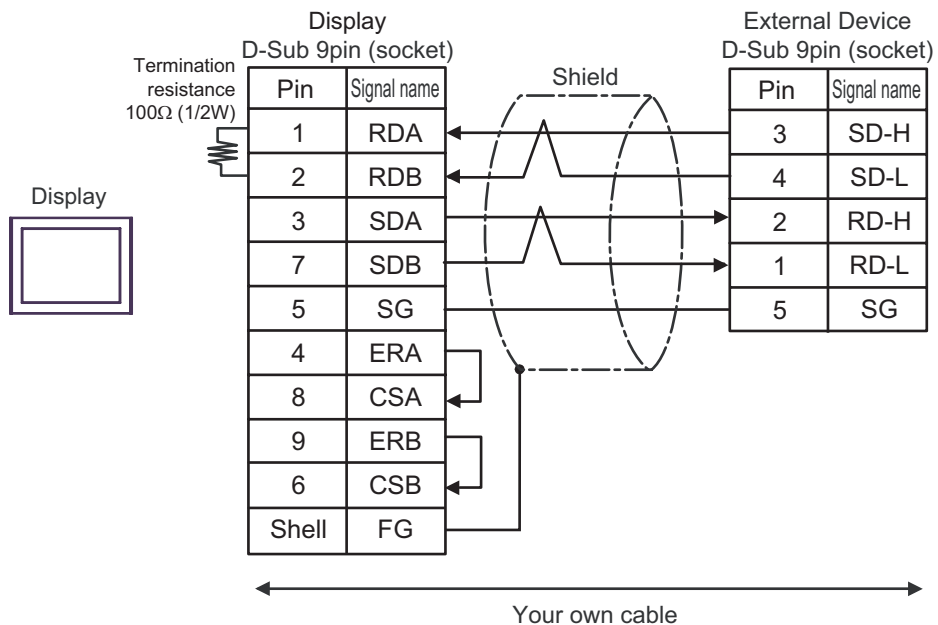 Display
D-Sub 9pin (socket)
External Device
D-Sub 9pin (socket)
Termination
resistance
100Ω (1/2W)
Shield
Pin Signal name
1 RDA
2 RDB
3 SDA
7 SDB
5 SG
4 ERA
8 CSA
9 ERB
6 CSB
Shell FG
Pin Signal name
3 SD-H
4 SD-L
2 RD-H
1 RD-L
5 SG
Display
Your own cable